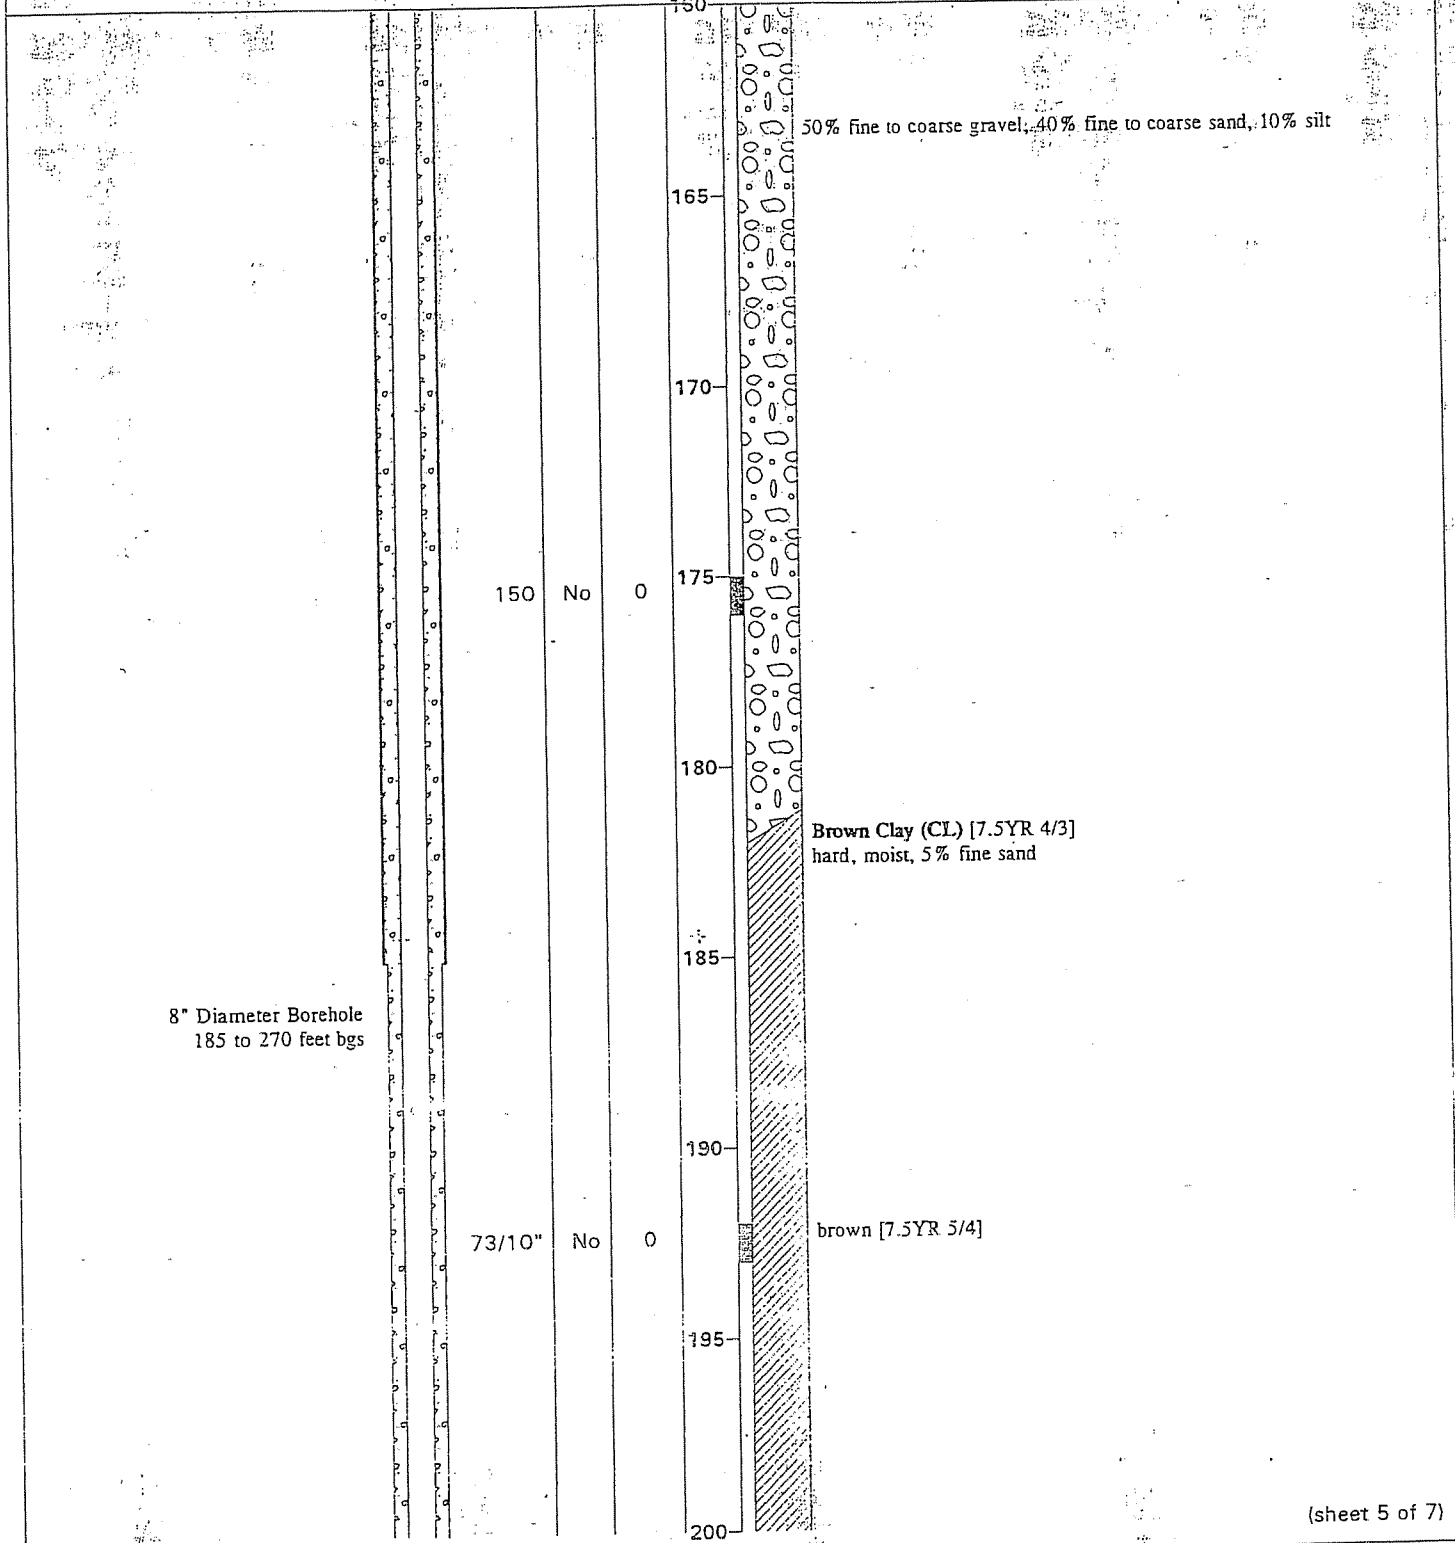 50% fine to coarse gravel, 40% fine to coarse sand, 10% silt
165
170
150 No 0
175
180
Brown Clay (CL) [7.5YR 4/3]
hard, moist, 5% fine sand
185
8" Diameter Borehole
185 to 270 feet bgs
190
73/10" No 0
brown [7.5YR 5/4]
195
200
(sheet 5 of 7)